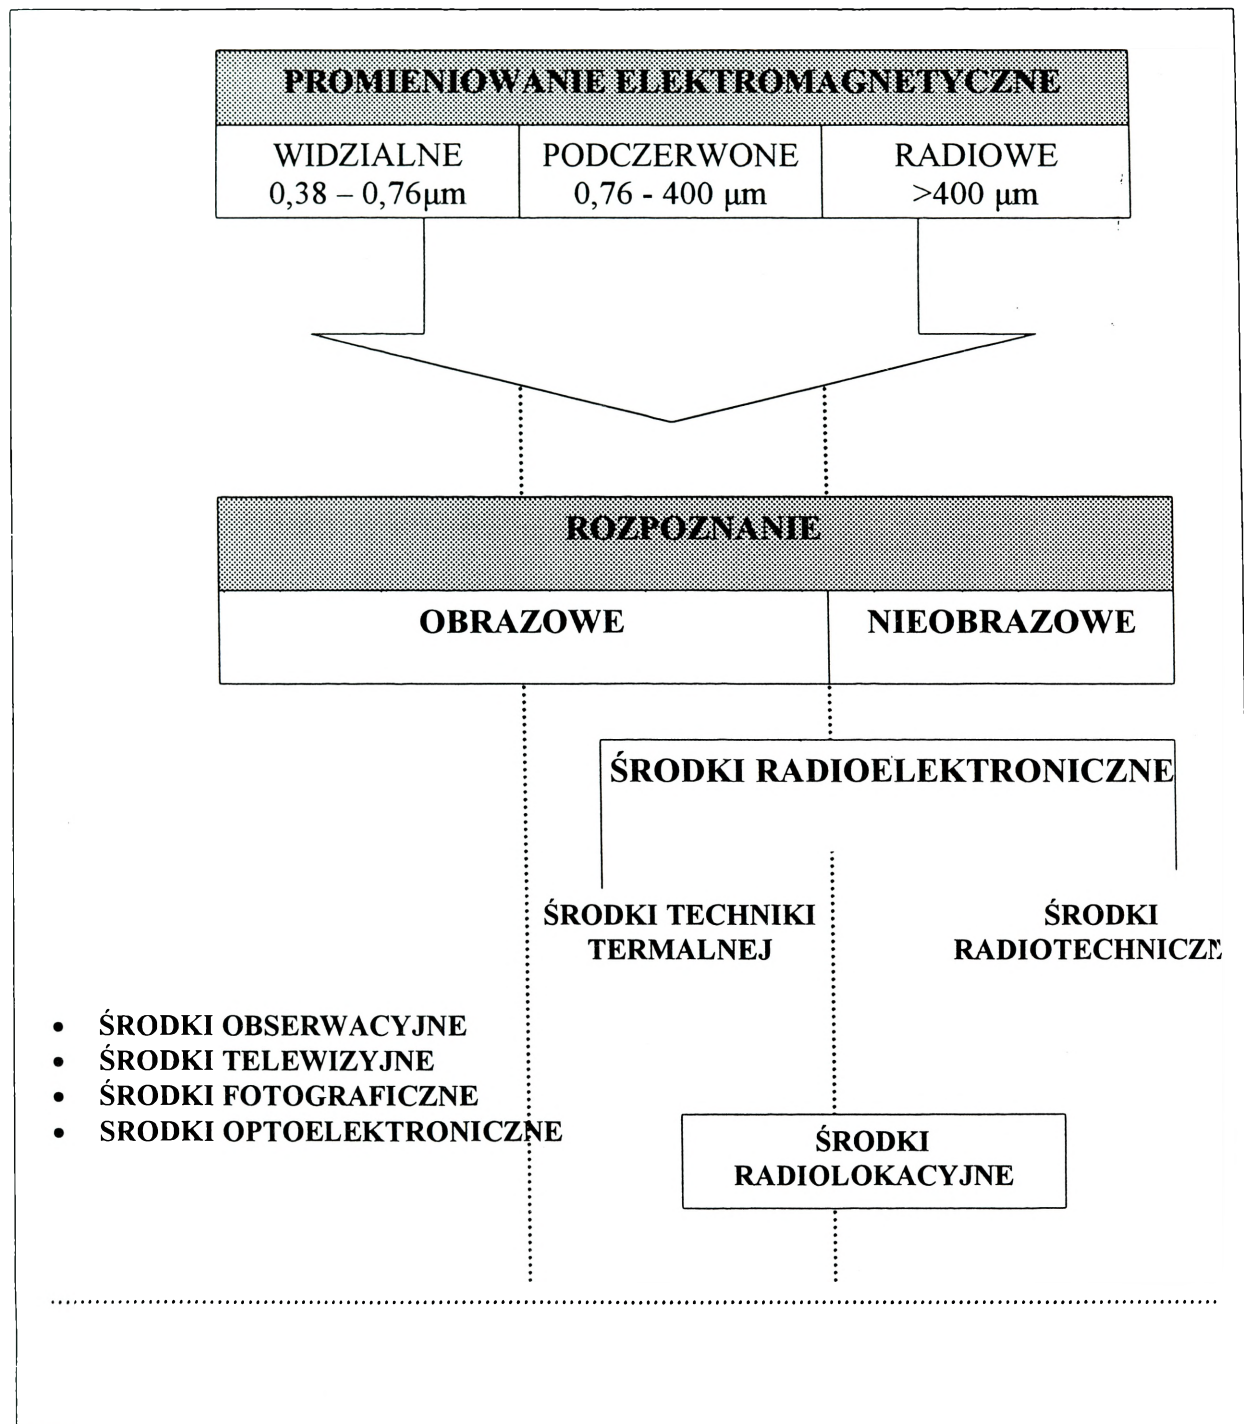 PROMIENIOWANIE ELEKTROMAGNETYCZNE
WIDZIALNE
0,38 – 0,76μm
PODCZERWONE
0,76 - 400 μm
RADIOWE
>400 μm
ROZPOZNANIE
OBRAZOWE
NIEOBRAZOWE
ŚRODKI RADIOELEKTRONICZNE
ŚRODKI TECHNIKI
TERMALNEJ
ŚRODKI
RADIOTECHNICZN
• ŚRODKI OBSERWACYJNE
• ŚRODKI TELEWIZYJNE
• ŚRODKI FOTOGRAFICZNE
• SRODKI OPTOELEKTRONICZNE
ŚRODKI
RADIOLOKACYJNE